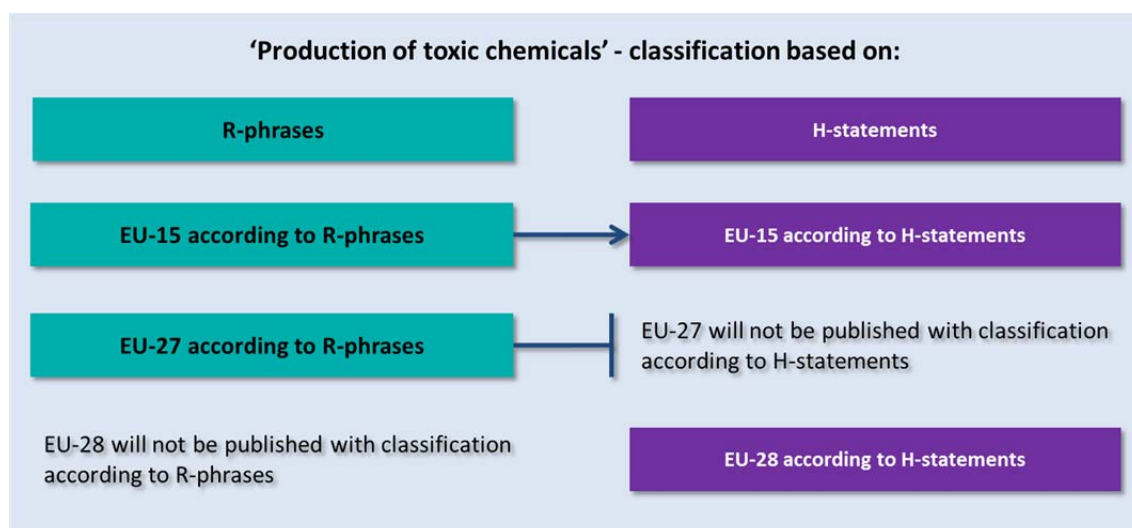 ‘Production of toxic chemicals’ - classification based on:
R-phrases
H-statements
EU-15 according to R-phrases
EU-15 according to H-statements
EU-27 according to R-phrases
EU-27 will not be published with classification
according to H-statements
EU-28 will not be published with classification
according to R-phrases
EU-28 according to H-statements